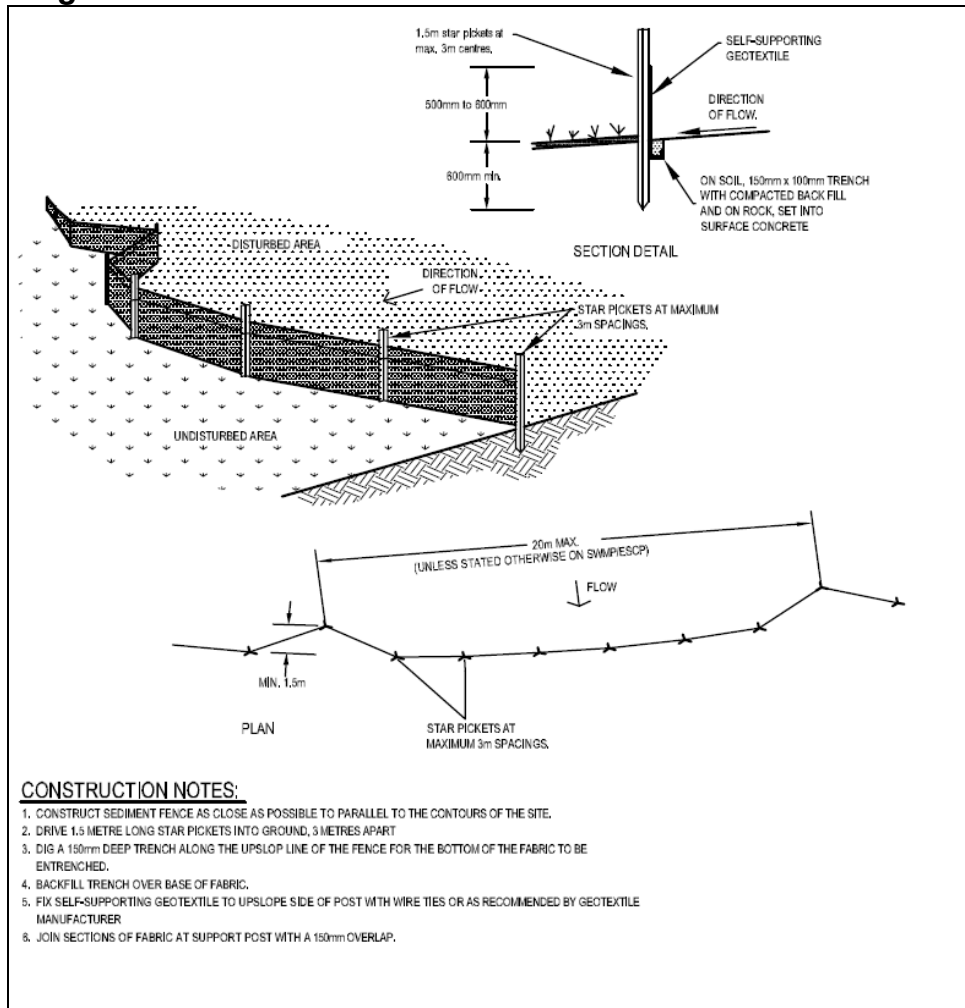 1.5m star pickets at
max. 3m centres.
SELF-SUPPORTING
GEOTEXTILE
500mm to 600mm
DIRECTION
OF FLOW.
600mm min.
ON SOIL, 150mm x 100mm TRENCH
WITH COMPACTED BACK FILL
AND ON ROCK, SET INTO
SURFACE CONCRETE
SECTION DETAIL
DISTURBED AREA
DIRECTION
OF FLOW
STAR PICKETS AT MAXIMUM
3m SPACINGS.
UNDISTURBED AREA
20m MAX.
(UNLESS STATED OTHERWISE ON SWMP/ESCP)
FLOW
MIN. 1.5m
PLAN
STAR PICKETS AT
MAXIMUM 3m SPACINGS.
CONSTRUCTION NOTES:
1. CONSTRUCT SEDIMENT FENCE AS CLOSE AS POSSIBLE TO PARALLEL TO THE CONTOURS OF THE SITE.
2. DRIVE 1.5 METRE LONG STAR PICKETS INTO GROUND, 3 METRES APART
3. DIG A 150mm DEEP TRENCH ALONG THE UPSLOP LINE OF THE FENCE FOR THE BOTTOM OF THE FABRIC TO BE
ENTRENCHED.
4. BACKFILL TRENCH OVER BASE OF FABRIC.
5. FIX SELF-SUPPORTING GEOTEXTILE TO UPSLOPE SIDE OF POST WITH WIRE TIES OR AS RECOMMENDED BY GEOTEXTILE
MANUFACTURER
6. JOIN SECTIONS OF FABRIC AT SUPPORT POST WITH A 150mm OVERLAP.